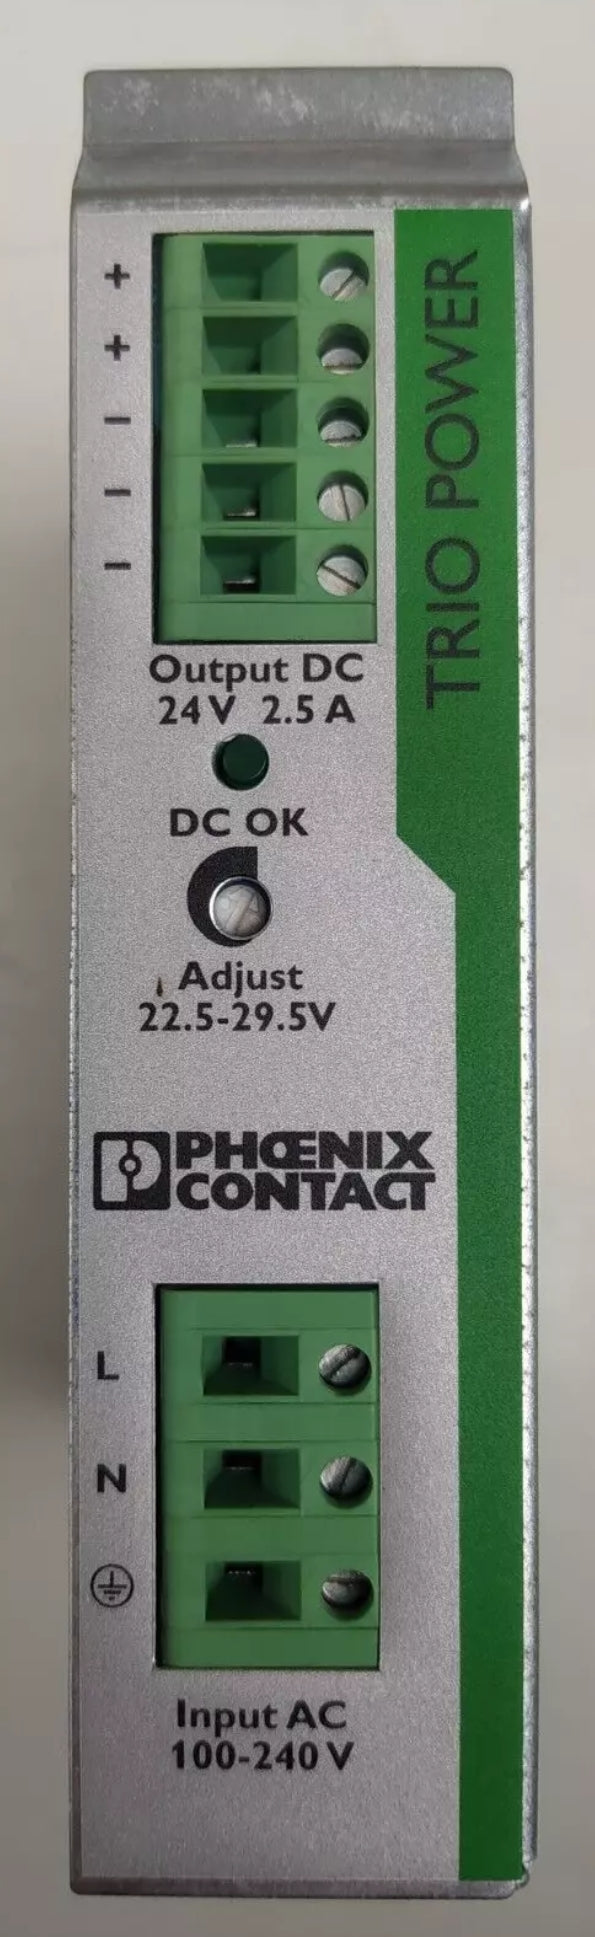 +
+
−
−
−
TRIO POWER
Output DC
24V 2.5A
DC OK
Adjust
22.5-29.5V
PHŒNIX
CONTACT
L
N
Input AC
100-240 V